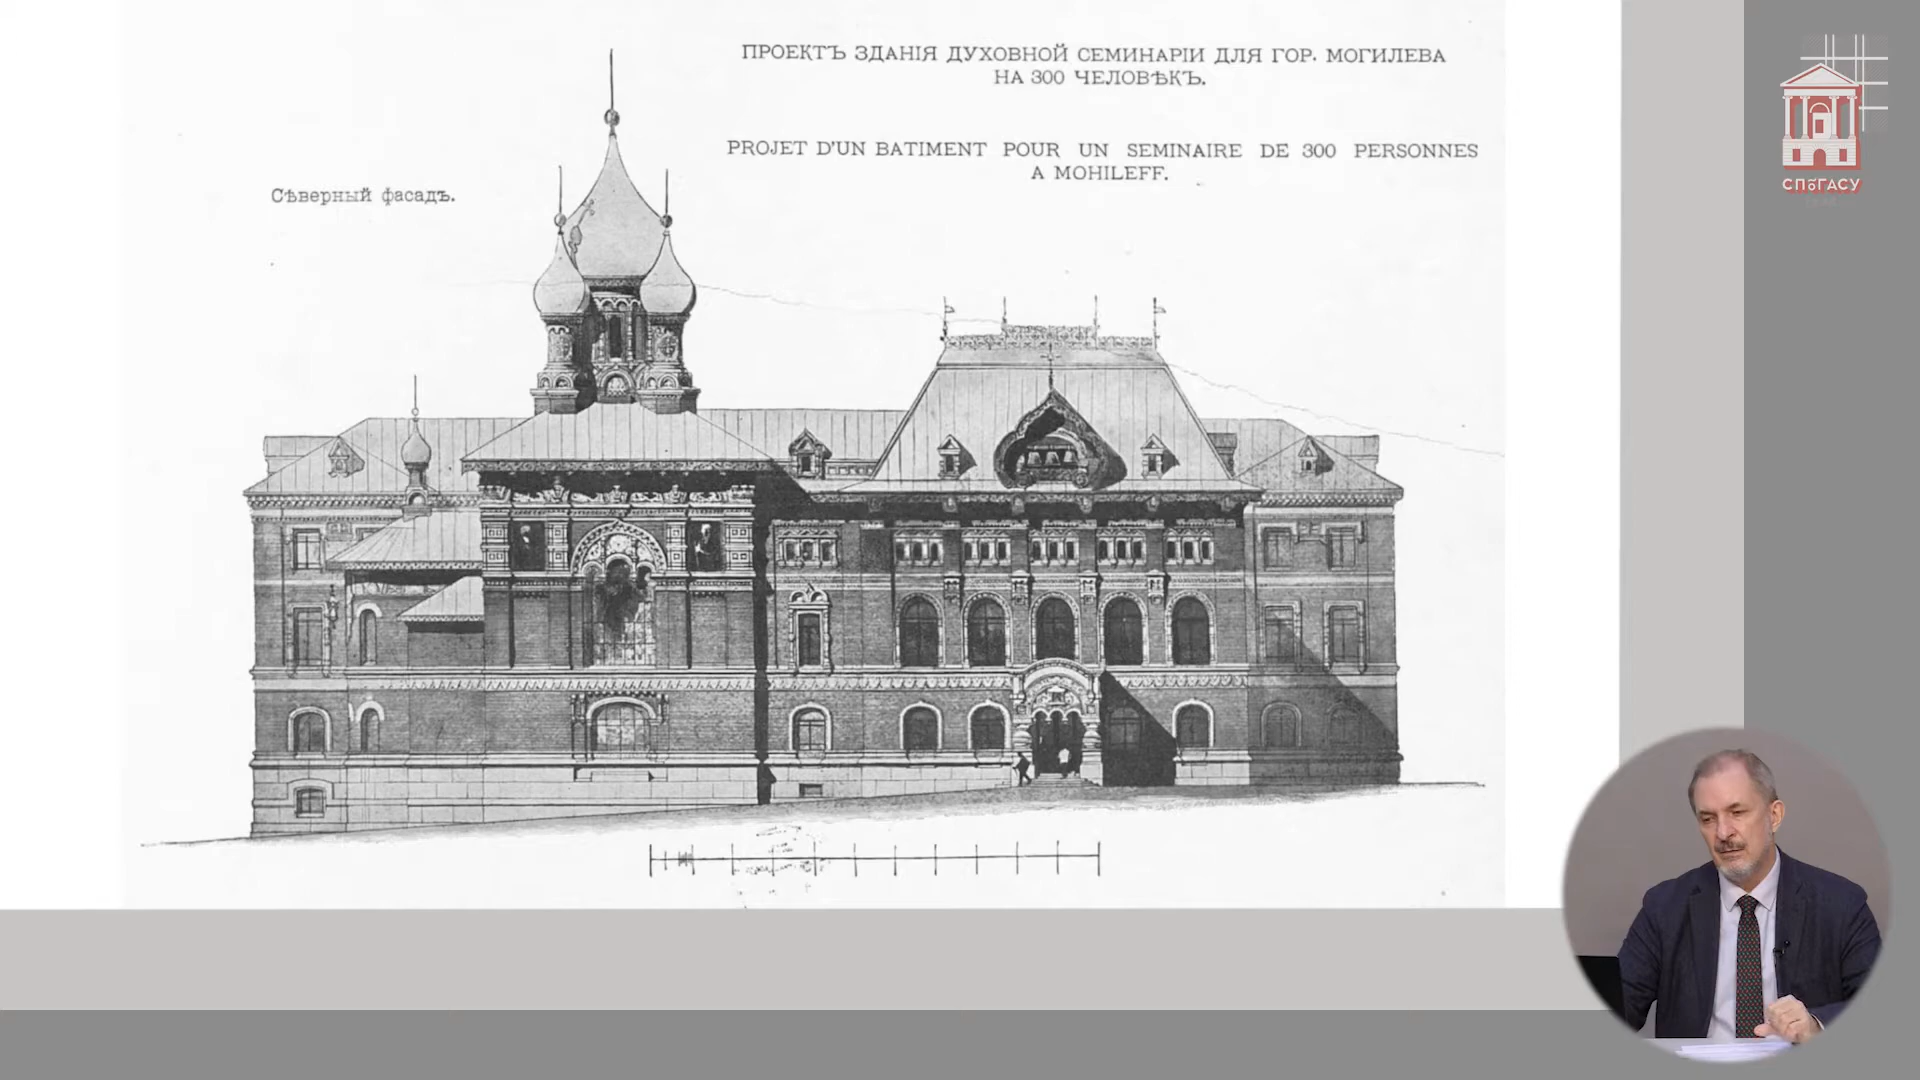 ПРОЕКТЪ ЗДАНІЯ ДУХОВНОЙ СЕМИНАРІИ ДЛЯ ГОР. МОГИЛЕВА
НА 300 ЧЕЛОВѢКЪ.
PROJET D'UN BATIMENT POUR UN SEMINAIRE DE 300 PERSONNES
A MOHILEFF.
Сѣверный фасадъ.
СПбГАСУ